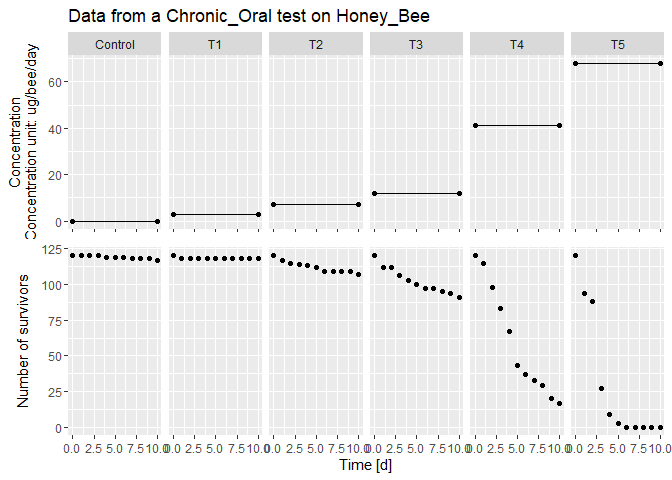 Data from a Chronic_Oral test on Honey_Bee
Control T1 T2 T3 T4 T5
Concentration
Concentration unit: ug/bee/day
60
40
20
0
Number of survivors
125
100
75
50
25
0
0.0 2.5 5.0 7.5 10.0 0.0 2.5 5.0 7.5 10.0 0.0 2.5 5.0 7.5 10.0 0.0 2.5 5.0 7.5 10.0 0.0 2.5 5.0 7.5 10.0 0.0 2.5 5.0 7.5 10.0
Time [d]